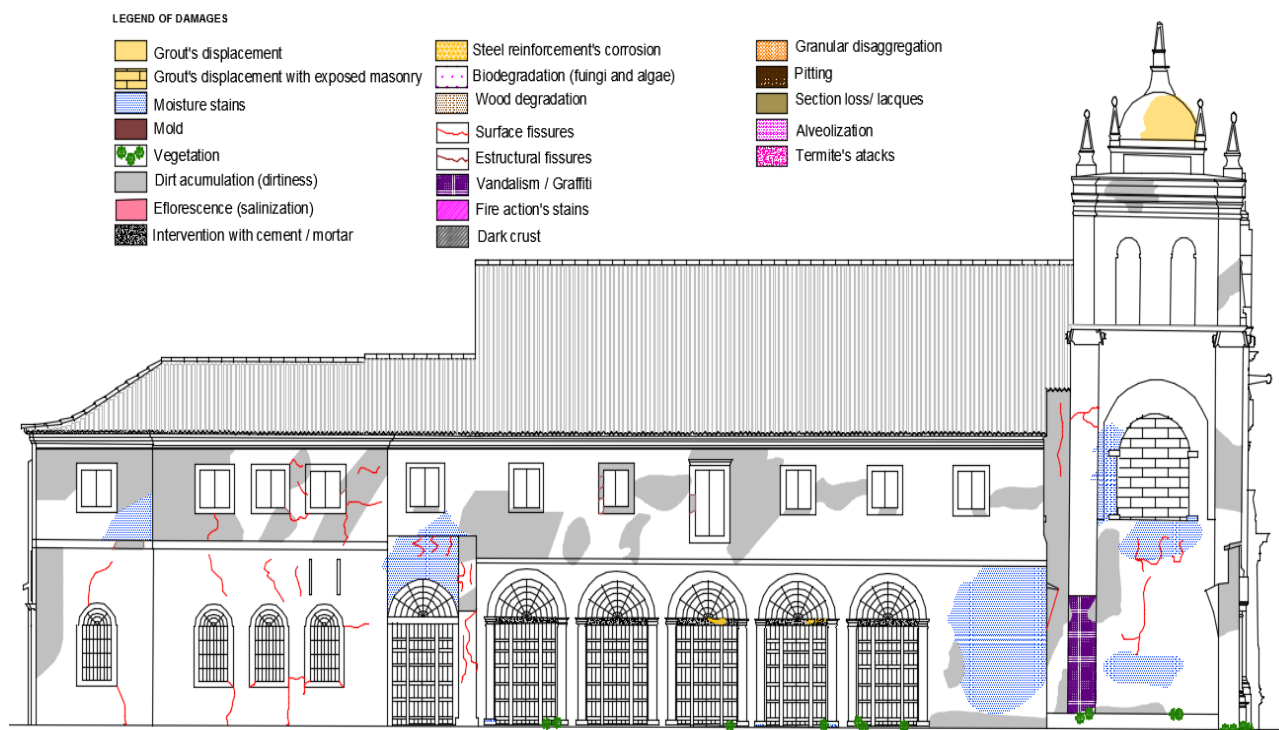 LEGEND OF DAMAGES
Grout's displacement
Grout's displacement with exposed masonry
Moisture stains
Mold
Vegetation
Dirt acumulation (dirtiness)
Eflorescence (salinization)
Intervention with cement / mortar
Steel reinforcement's corrosion
Biodegradation (fuingi and algae)
Wood degradation
Surface fissures
Estructural fissures
Vandalism / Graffiti
Fire action's stains
Dark crust
Granular disaggregation
Pitting
Section loss/ lacques
Alveolization
Termite's atacks